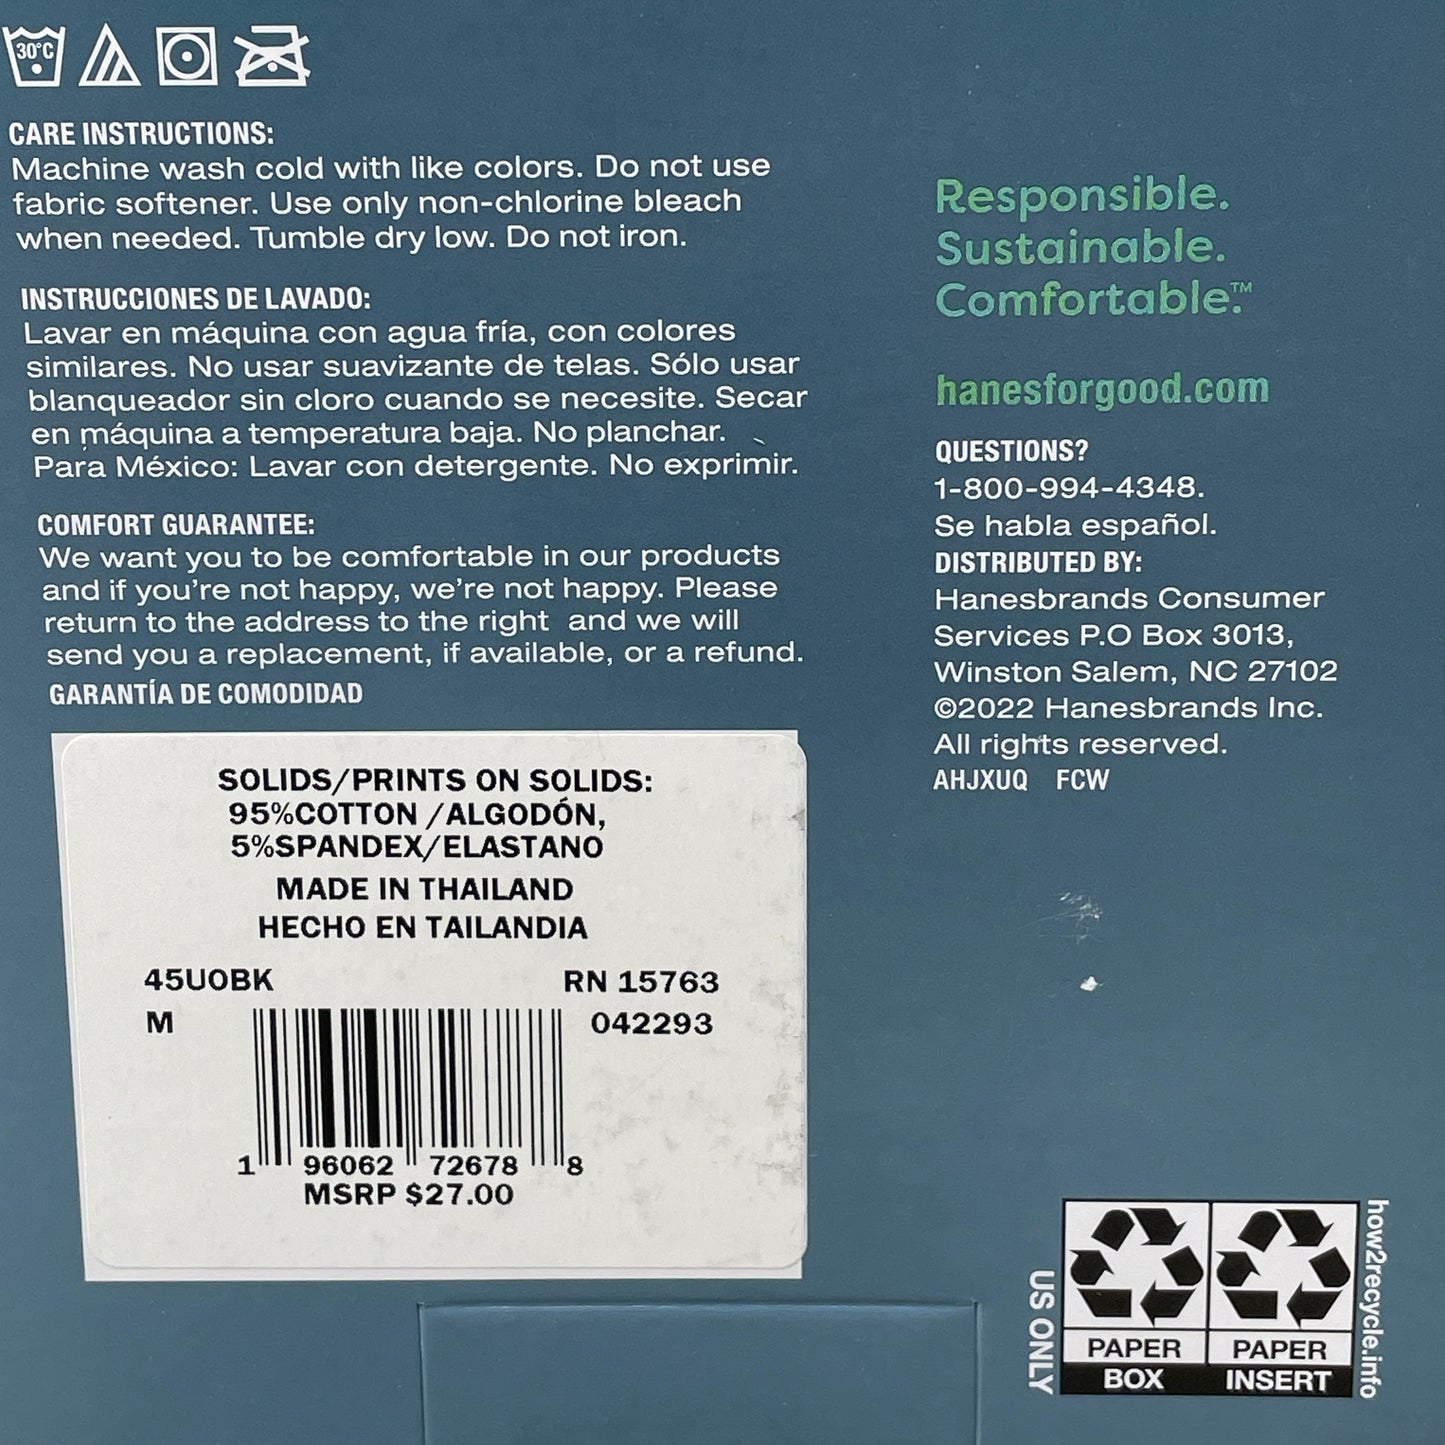 30°C
CARE INSTRUCTIONS:
Machine wash cold with like colors. Do not use
fabric softener. Use only non-chlorine bleach
when needed. Tumble dry low. Do not iron.
INSTRUCCIONES DE LAVADO:
Lavar en máquina con agua fría, con colores
similares. No usar suavizante de telas. Sólo usar
blanqueador sin cloro cuando se necesite. Secar
en máquina a temperatura baja. No planchar.
Para México: Lavar con detergente. No exprimir.
COMFORT GUARANTEE:
We want you to be comfortable in our products
and if you're not happy, we're not happy. Please
return to the address to the right and we will
send you a replacement, if available, or a refund.
GARANTÍA DE COMODIDAD
SOLIDS/PRINTS ON SOLIDS:
95%COTTON /ALGODÓN,
5%SPANDEX/ELASTANO
MADE IN THAILAND
HECHO EN TAILANDIA
45U0BK RN 15763
M 042293
1 96062 72678 8
MSRP $27.00
Responsible.
Sustainable.
Comfortable.™
hanesforgood.com
QUESTIONS?
1-800-994-4348.
Se habla español.
DISTRIBUTED BY:
Hanesbrands Consumer
Services P.O Box 3013,
Winston Salem, NC 27102
©2022 Hanesbrands Inc.
All rights reserved.
AHJXUQ FCW
US ONLY
PAPER
BOX
PAPER
INSERT
how2recycle.info